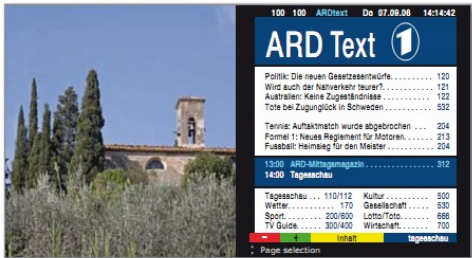 100 100 ARDtext Do 07.09.06 14:14:42
ARD Text 1
Politik: Die neuen Gesetzesentwürfe.......... 120
Wird auch der Nahverkehr teurer?.......... 121
Australien: Keine Zugeständnisse .......... 122
Tote bei Zugunglück in Schweden.......... 532
Tennis: Auftaktmatch wurde abgebrochen ... 204
Formel 1: Neues Reglement für Motoren....... 213
Fussball: Heimsieg für den Meister .......... 204
13:00 ARD-Mittagsmagazin .................... 312
14:00 Tagesschau
Tagesschau ... 110/112 Kultur .......... 500
Wetter.......... 170 Gesellschaft ...... 530
Sport.......... 200/600 Lotto/Toto....... 666
TV Guide....... 300/400 Wirtschaft....... 700
- + Inhalt tagesschau
Page selection